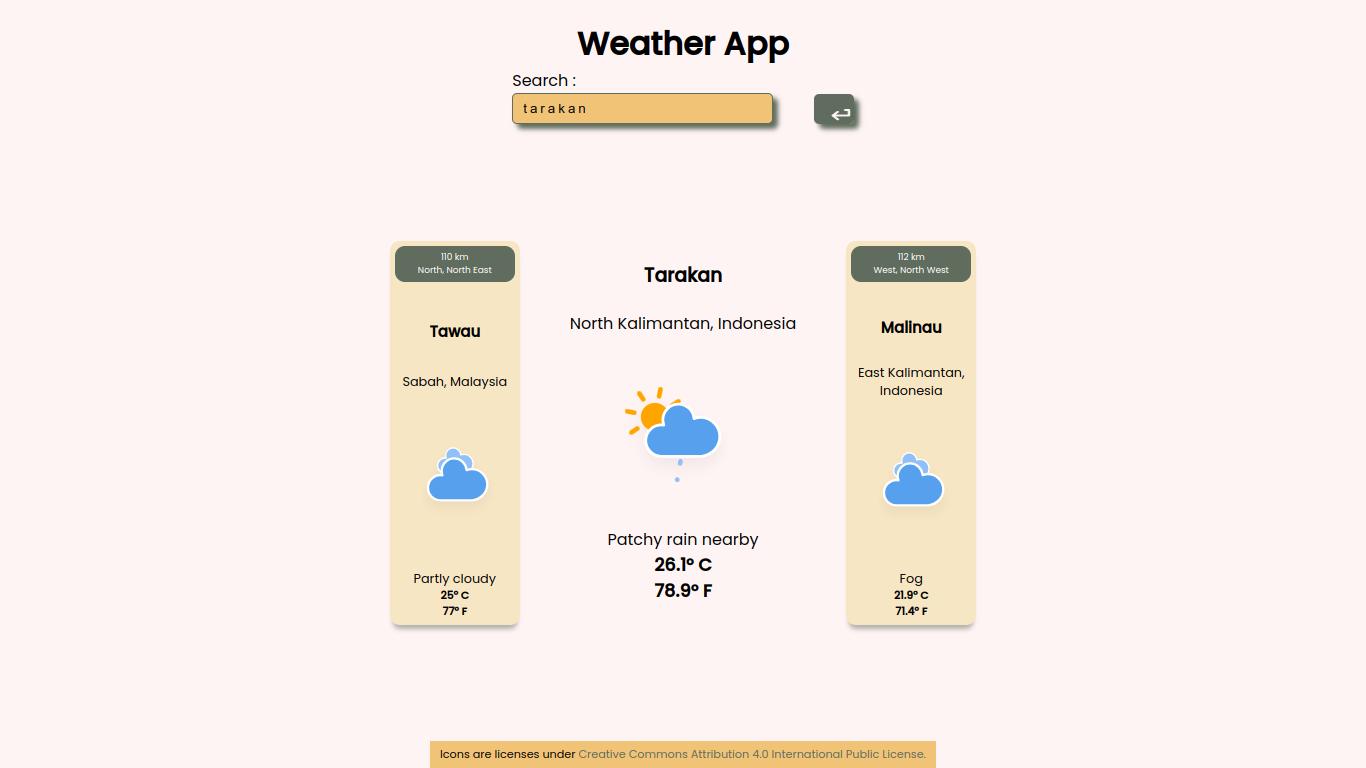 Weather App
Search :
tarakan
110 km
North, North East
Tawau
Sabah, Malaysia
Partly cloudy
25° C
77° F
Tarakan
North Kalimantan, Indonesia
Patchy rain nearby
26.1° C
78.9° F
112 km
West, North West
Malinau
East Kalimantan,
Indonesia
Fog
21.9° C
71.4° F
Icons are licenses under Creative Commons Attribution 4.0 International Public License.